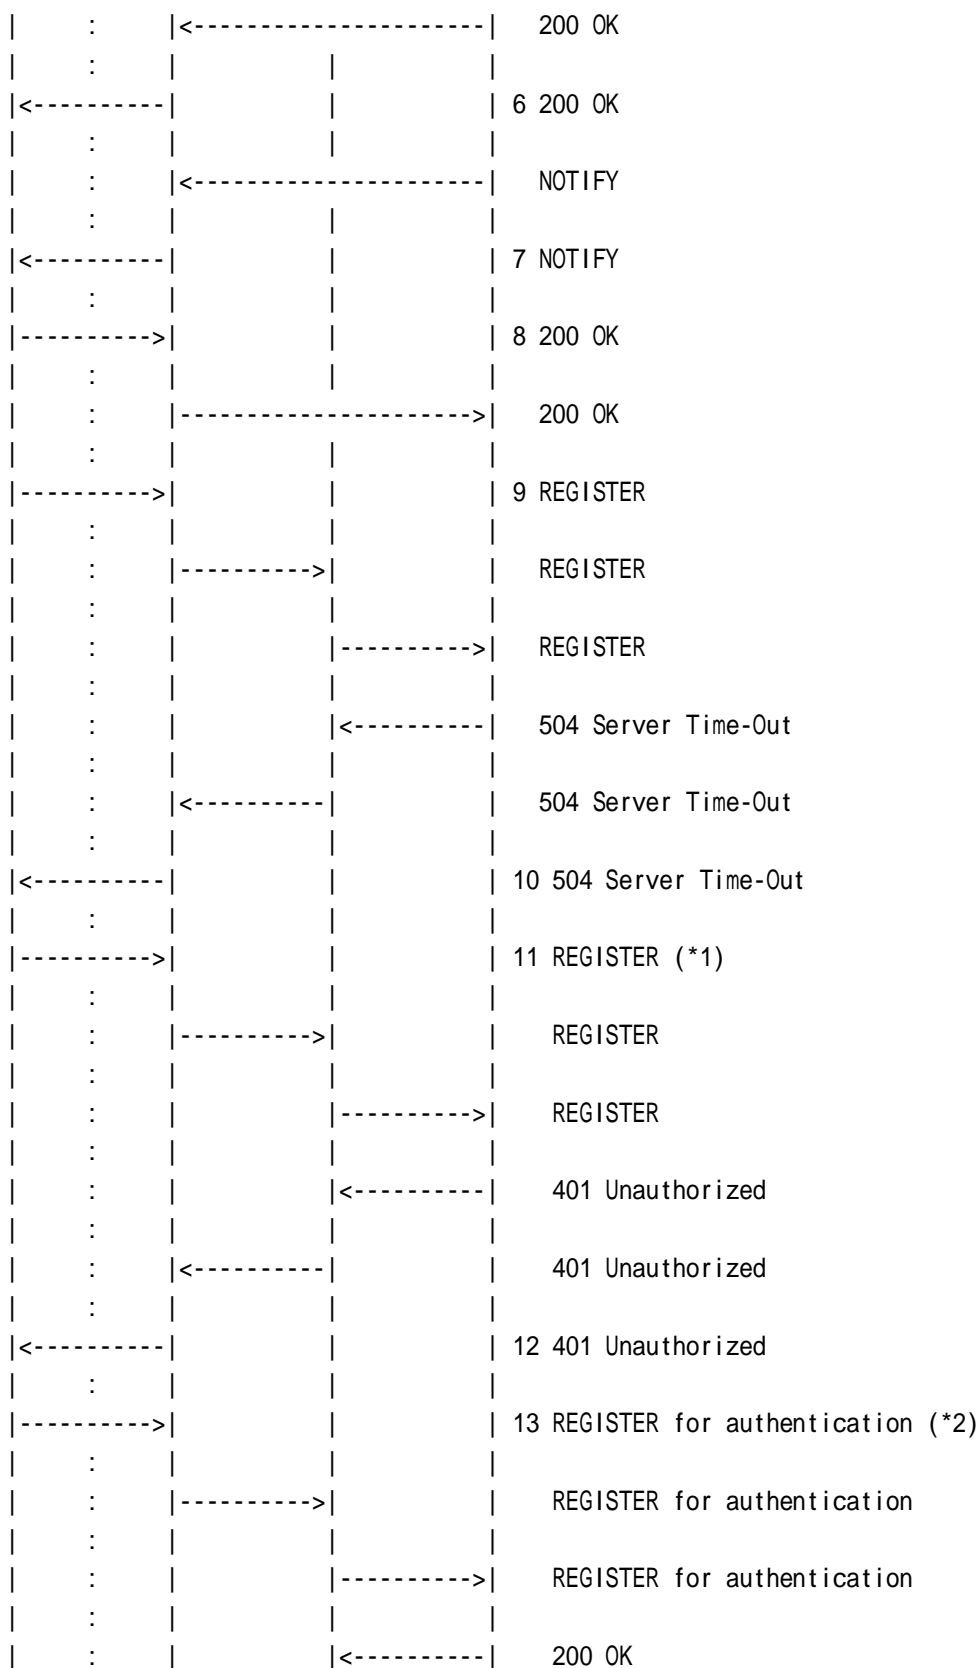 |     :     |<----------------------|   200 OK
|     :     |           |           |
|<----------|           |           | 6 200 OK
|     :     |           |           |
|     :     |<----------------------|   NOTIFY
|     :     |           |           |
|<----------|           |           | 7 NOTIFY
|     :     |           |           |
|---------->|           |           | 8 200 OK
|     :     |           |           |
|     :     |---------------------->|   200 OK
|     :     |           |           |
|---------->|           |           | 9 REGISTER
|     :     |           |           |
|     :     |---------->|           |   REGISTER
|     :     |           |           |
|     :     |           |---------->|   REGISTER
|     :     |           |           |
|     :     |           |<----------|   504 Server Time-Out
|     :     |           |           |
|     :     |<----------|           |   504 Server Time-Out
|     :     |           |           |
|<----------|           |           | 10 504 Server Time-Out
|     :     |           |           |
|---------->|           |           | 11 REGISTER (*1)
|     :     |           |           |
|     :     |---------->|           |    REGISTER
|     :     |           |           |
|     :     |           |---------->|    REGISTER
|     :     |           |           |
|     :     |           |<----------|    401 Unauthorized
|     :     |           |           |
|     :     |<----------|           |    401 Unauthorized
|     :     |           |           |
|<----------|           |           | 12 401 Unauthorized
|     :     |           |           |
|---------->|           |           | 13 REGISTER for authentication (*2)
|     :     |           |           |
|     :     |---------->|           |    REGISTER for authentication
|     :     |           |           |
|     :     |           |---------->|    REGISTER for authentication
|     :     |           |           |
|     :     |           |<----------|    200 OK